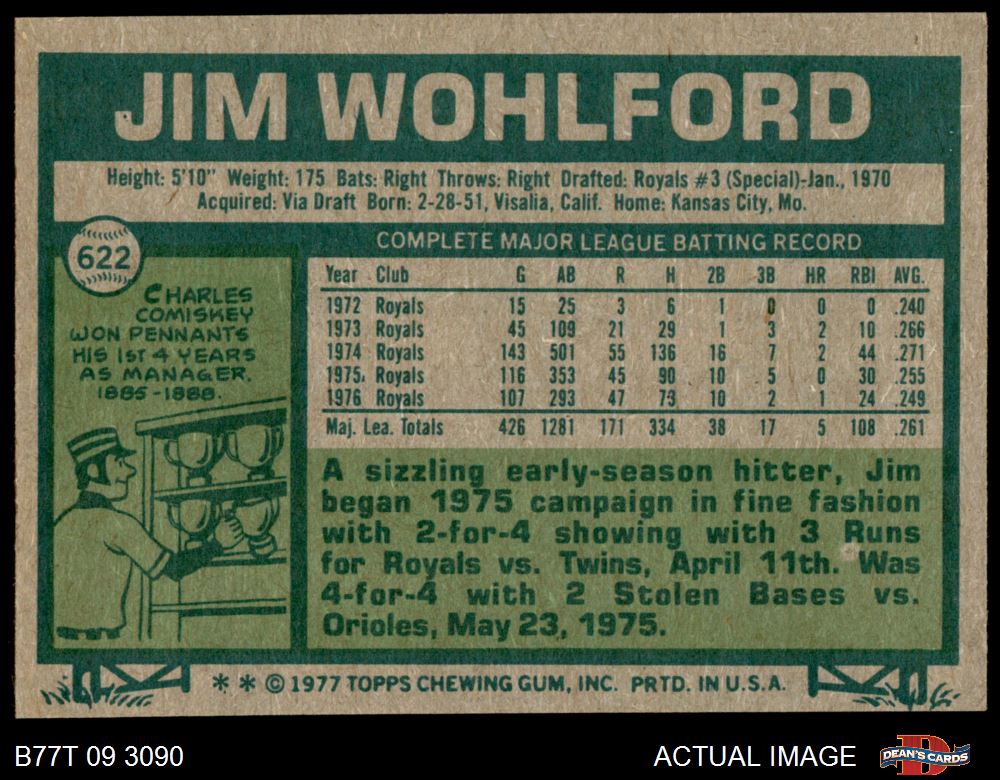 JIM WOHLFORD
Height: 5'10" Weight: 175 Bats: Right Throws: Right Drafted: Royals #3 (Special)-Jan., 1970
Acquired: Via Draft Born: 2-28-51, Visalia, Calif. Home: Kansas City, Mo.
622
CHARLES
COMISKEY
WON PENNANTS
HIS 1ST 4 YEARS
AS MANAGER.
1885-1888.
COMPLETE MAJOR LEAGUE BATTING RECORD
Year Club G AB R H 2B 3B HR RBI AVG.
1972 Royals 15 25 3 6 1 0 0 0 .240
1973 Royals 45 109 21 29 1 3 2 10 .266
1974 Royals 143 501 55 136 16 7 2 44 .271
1975 Royals 116 353 45 90 10 5 0 30 .255
1976 Royals 107 293 47 73 10 2 1 24 .249
Maj. Lea. Totals 426 1281 171 334 38 17 5 108 .261
A sizzling early-season hitter, Jim
began 1975 campaign in fine fashion
with 2-for-4 showing with 3 Runs
for Royals vs. Twins, April 11th. Was
4-for-4 with 2 Stolen Bases vs.
Orioles, May 23, 1975.
* * © 1977 TOPPS CHEWING GUM, INC. PRTD. IN U.S.A.
B77T 09 3090
ACTUAL IMAGE
D
DEAN'S CARDS